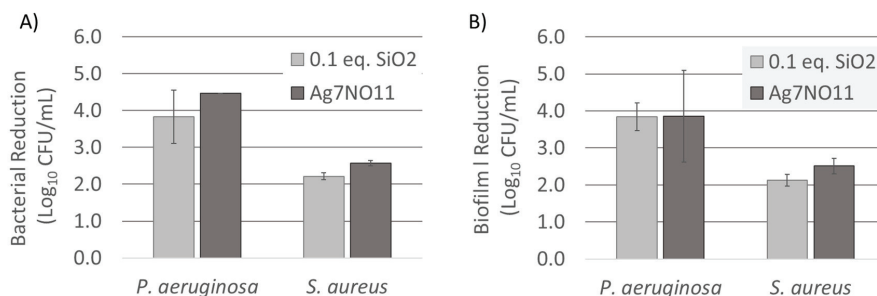 A)
Bacterial Reduction
(Log₁₀ CFU/mL)
6.0
5.0
4.0
3.0
2.0
1.0
0.0
0.1 eq. SiO2
Ag7NO11
P. aeruginosa
S. aureus
B)
Biofilm I Reduction
(Log₁₀ CFU/mL)
6.0
5.0
4.0
3.0
2.0
1.0
0.0
0.1 eq. SiO2
Ag7NO11
P. aeruginosa
S. aureus